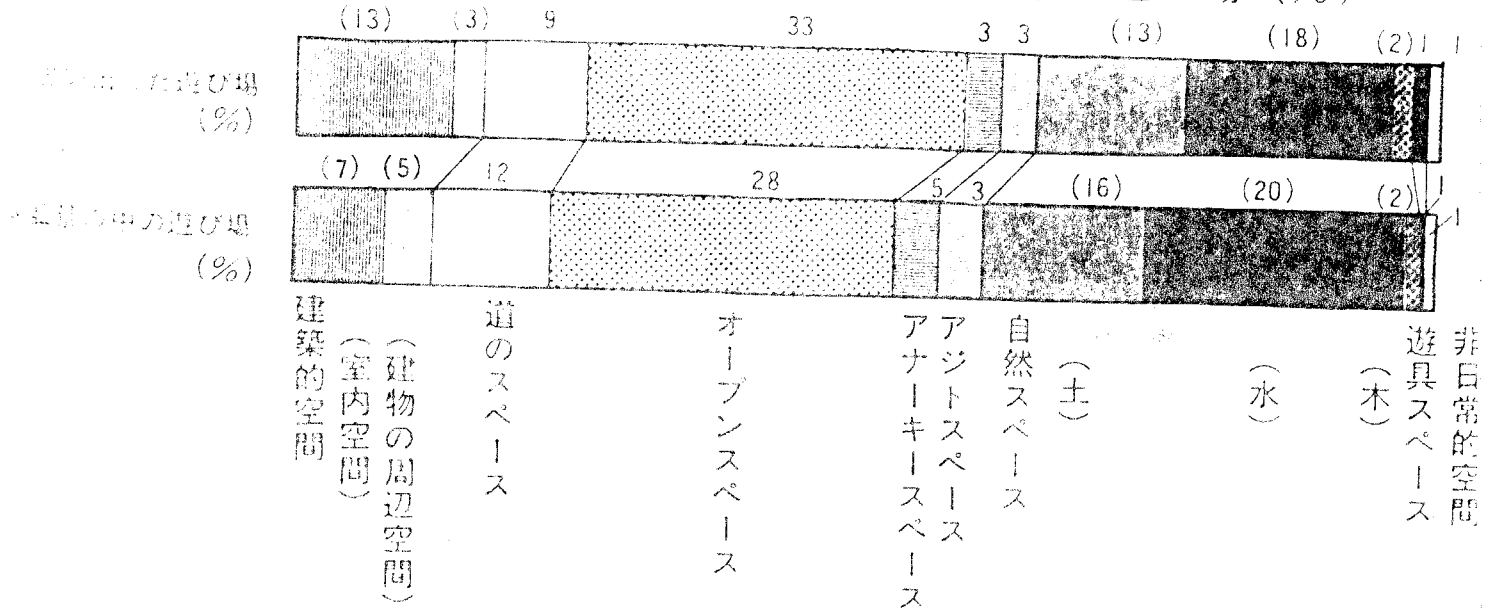 (%)
(13) (3) 9 33 3 3 (13) (18) (2) 1 1
た遊び場
(%)
(7) (5) 12 28 5 3 (16) (20) (2) 1 1
の中の遊び場
(%)
建築的空間
(室内空間)
(建物の周辺空間)
道のスペース
オープンスペース
アナーキースペース
アジトスペース
自然スペース
(土)
(水)
(木)
遊具スペース
非日常的空間